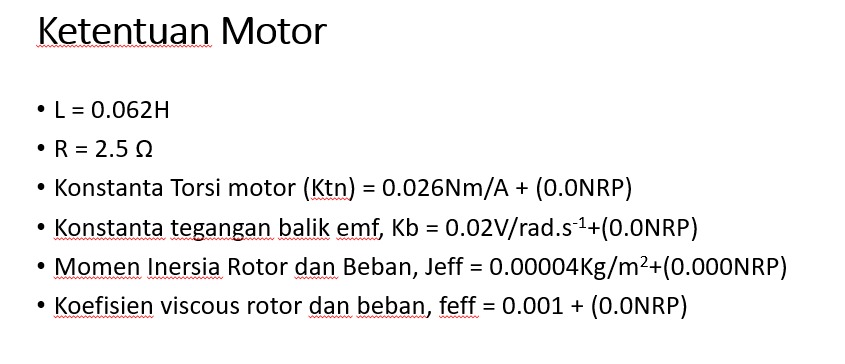 Ketentuan Motor
• L = 0.062H
• R = 2.5 Ω
• Konstanta Torsi motor (Ktn) = 0.026Nm/A + (0.0NRP)
• Konstanta tegangan balik emf, Kb = 0.02V/rad.s⁻¹+(0.0NRP)
• Momen Inersia Rotor dan Beban, Jeff = 0.00004Kg/m²+(0.000NRP)
• Koefisien viscous rotor dan beban, feff = 0.001 + (0.0NRP)